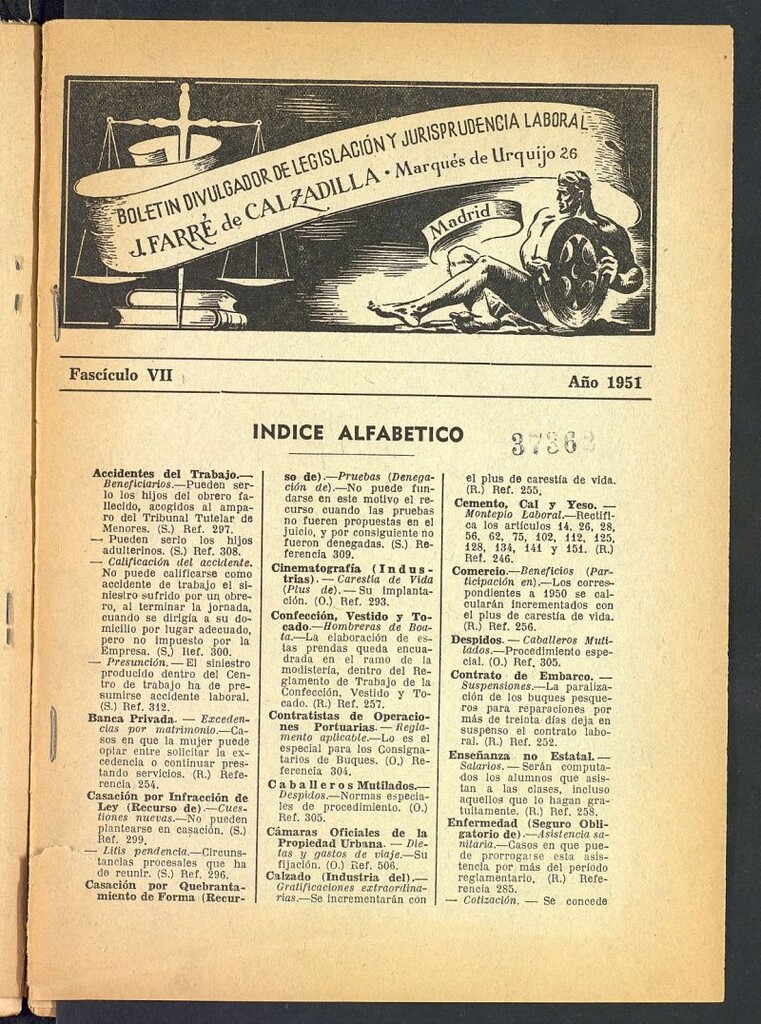 BOLETIN DIVULGADOR DE LEGISLACIÓN Y JURISPRUDENCIA LABORAL
J. FARRÉ de CALZADILLA • Marqués de Urquijo 26
Madrid
Fascículo VII
Año 1951
INDICE ALFABETICO
3736
Accidentes del Trabajo.—
Beneficiarios.—Pueden ser-
lo los hijos del obrero fa-
llecido, acogidos al ampa-
ro del Tribunal Tutelar de
Menores. (S.) Ref. 297.
— Pueden serlo los hijos
adulterinos. (S.) Ref. 308.
— Calificación del accidente.
No puede calificarse como
accidente de trabajo el si-
niestro sufrido por un obre-
ro, al terminar la jornada,
cuando se dirigía a su do-
micilio por lugar adecuado,
pero no impuesto por la
Empresa. (S.) Ref. 300.
— Presunción.—El siniestro
producido dentro del Cen-
tro de trabajo ha de pre-
sumirse accidente laboral.
(S.) Ref. 312.
Banca Privada. — Exceden-
cias por matrimonio.—Ca-
sos en que la mujer puede
optar entre solicitar la ex-
cedencia o continuar pres-
tando servicios. (R.) Refe-
rencia 254.
Casación por Infracción de
Ley (Recurso de).—Cues-
tiones nuevas.—No pueden
plantearse en casación. (S.)
Ref. 299.
— Litis pendencia.—Circuns-
tancias procesales que ha
de reunir. (S.) Ref. 296.
Casación por Quebranta-
miento de Forma (Recur-
so de).—Pruebas (Denega-
ción de).—No puede fun-
darse en este motivo el re-
curso cuando las pruebas
no fueren propuestas en el
juicio, y por consiguiente no
fueron denegadas. (S.) Re-
ferencia 309.
Cinematografía (Indus-
trias). — Carestía de Vida
(Plus de).—Su implanta-
ción. (O.) Ref. 293.
Confección, Vestido y To-
cado.—Hombreras de Boa-
ta.—La elaboración de es-
tas prendas queda encua-
drada en el ramo de la
modistería, dentro del Re-
glamento de Trabajo de la
Confección, Vestido y To-
cado. (R.) Ref. 257.
Contratistas de Operacio-
nes Portuarias. — Regla-
mento aplicable.—Lo es el
especial para los Consigna-
tarios de Buques. (O.) Re-
ferencia 304.
Caballeros Mutilados.—
Despidos.—Normas especia-
les de procedimiento. (O.)
Ref. 305.
Cámaras Oficiales de la
Propiedad Urbana. — Die-
tas y gastos de viaje.—Su
fijación. (O.) Ref. 506.
Calzado (Industria del).—
Gratificaciones extraordina-
rias.—Se incrementarán con
el plus de carestía de vida.
(R.) Ref. 255.
Cemento, Cal y Yeso. —
Montepío Laboral.—Rectifi-
ca los artículos 14, 26, 28,
56, 62, 75, 102, 112, 125,
128, 134, 141 y 151. (R.)
Ref. 246.
Comercio.—Beneficios (Par-
ticipación en).—Los corres-
pondientes a 1950 se cal-
cularán incrementados con
el plus de carestía de vida.
(R.) Ref. 256.
Despidos. — Caballeros Muti-
lados.—Procedimiento espe-
cial. (O.) Ref. 305.
Contrato de Embarco. —
Suspensiones.—La paraliza-
ción de los buques pesque-
ros para reparaciones por
más de treinta días deja en
suspenso el contrato labo-
ral. (R.) Ref. 252.
Enseñanza no Estatal.—
Salarios. — Serán computa-
dos los alumnos que asis-
tan a las clases, incluso
aquellos que lo hagan gra-
tuitamente. (R.) Ref. 258.
Enfermedad (Seguro Obli-
gatorio de).—Asistencia sa-
nitaria.—Casos en que pue-
de prorrogarse esta asis-
tencia por más del período
reglamentario. (R.) Refe-
rencia 285.
— Cotización. — Se concede